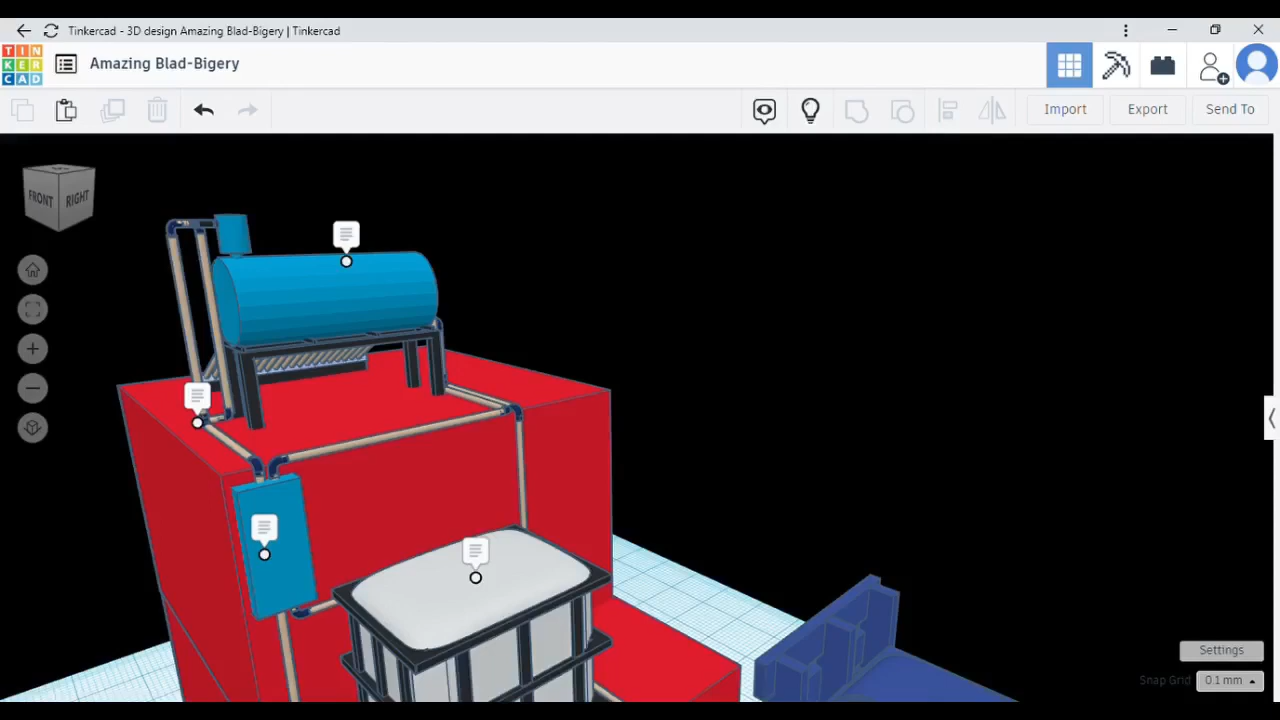 Tinkercad - 3D design Amazing Blad-Bigery | Tinkercad
TIN
KER
CAD
Amazing Blad-Bigery
Import
Export
Send To
FRONT
RIGHT
Settings
Snap Grid
0.1 mm